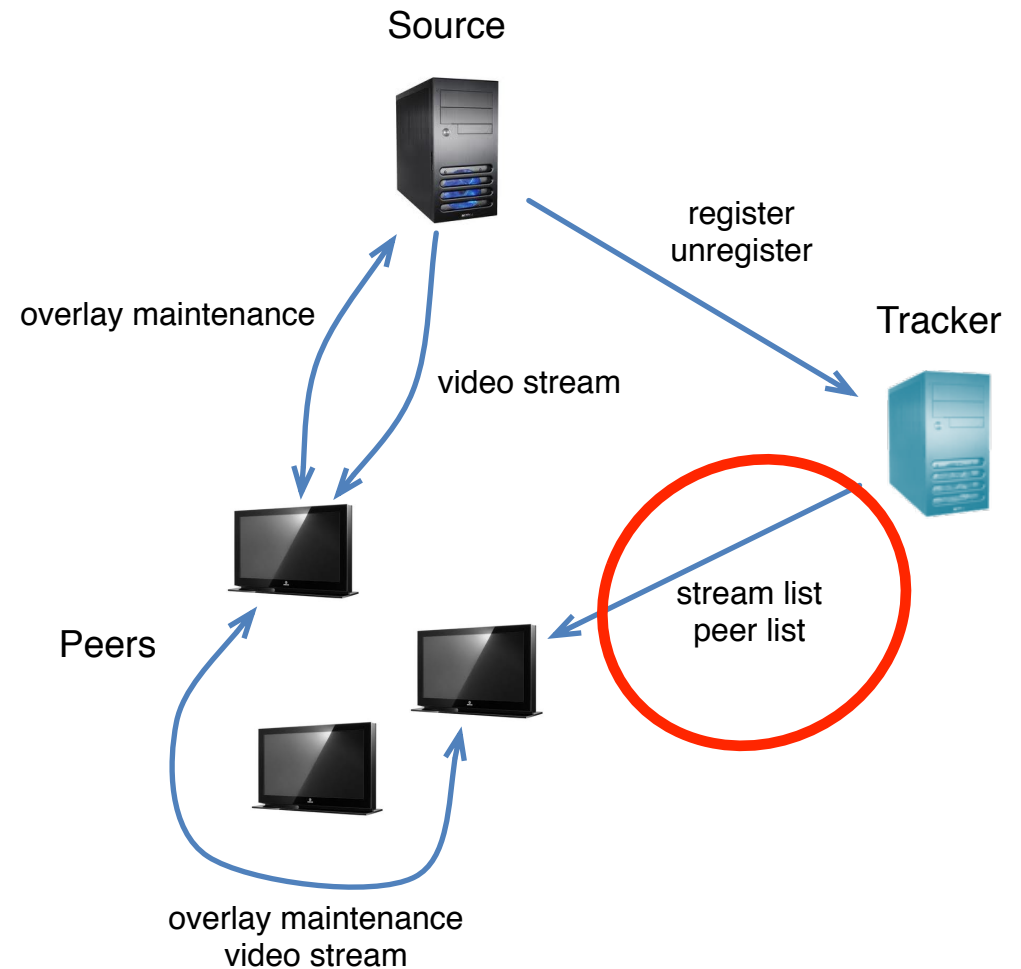 Source
register
unregister
overlay maintenance
Tracker
video stream
stream list
peer list
Peers
overlay maintenance
video stream